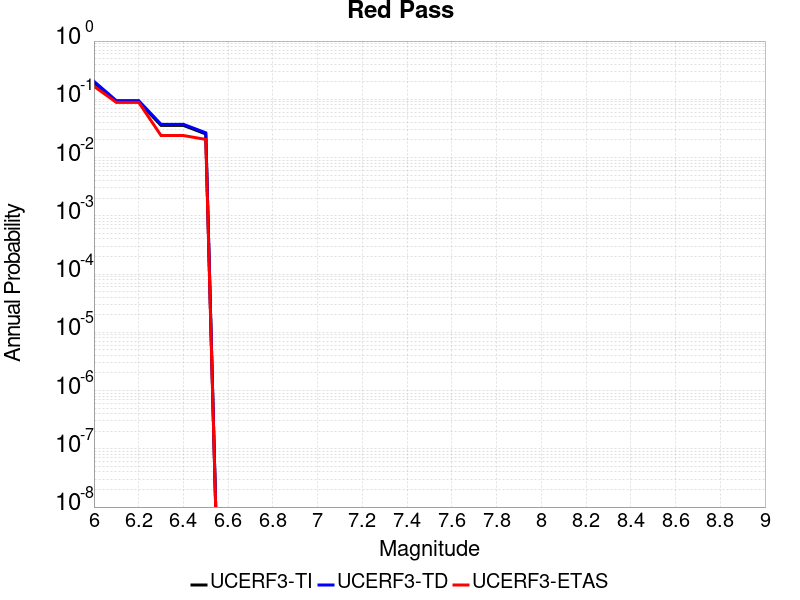 Red Pass
Annual Probability
10^0
10^-1
10^-2
10^-3
10^-4
10^-5
10^-6
10^-7
10^-8
6 6.2 6.4 6.6 6.8 7 7.2 7.4 7.6 7.8 8 8.2 8.4 8.6 8.8 9
Magnitude
UCERF3-TI UCERF3-TD UCERF3-ETAS